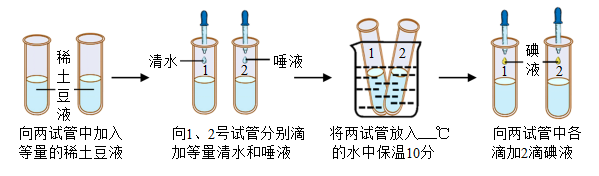 稀
土
豆
液
清水
1
2
唾液
1
2
碘
液
1
2
向两试管中加入
等量的稀土豆液
向1、2号试管分别滴
加等量清水和唾液
将两试管放入__℃
的水中保温10分
向两试管中各
滴加2滴碘液